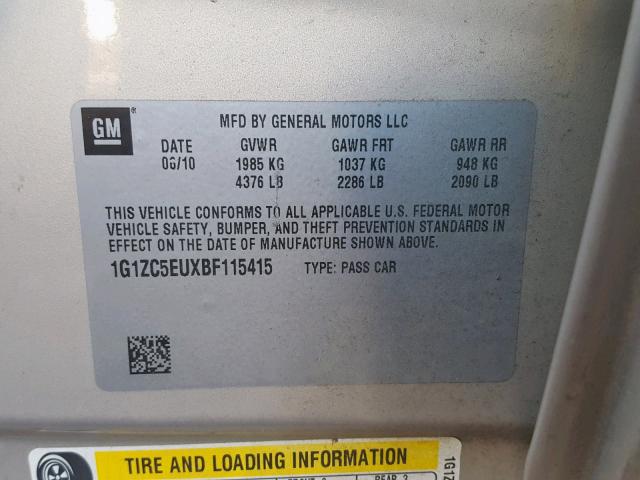 GM ®
MFD BY GENERAL MOTORS LLC
DATE GVWR GAWR FRT GAWR RR
06/10 1985 KG 1037 KG 948 KG
4376 LB 2286 LB 2090 LB
THIS VEHICLE CONFORMS TO ALL APPLICABLE U.S. FEDERAL MOTOR
VEHICLE SAFETY, BUMPER, AND THEFT PREVENTION STANDARDS IN
EFFECT ON THE DATE OF MANUFACTURE SHOWN ABOVE.
1G1ZC5EUXBF115415 TYPE: PASS CAR
TIRE AND LOADING INFORMATION
REAR 3
1G1Z